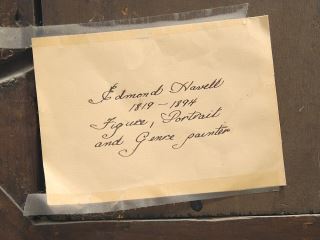 Edmond Havell
1819 - 1894
Figure, Portrait
and Genre painter